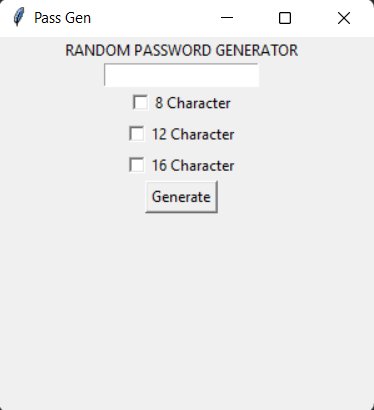 Pass Gen
RANDOM PASSWORD GENERATOR
8 Character
12 Character
16 Character
Generate